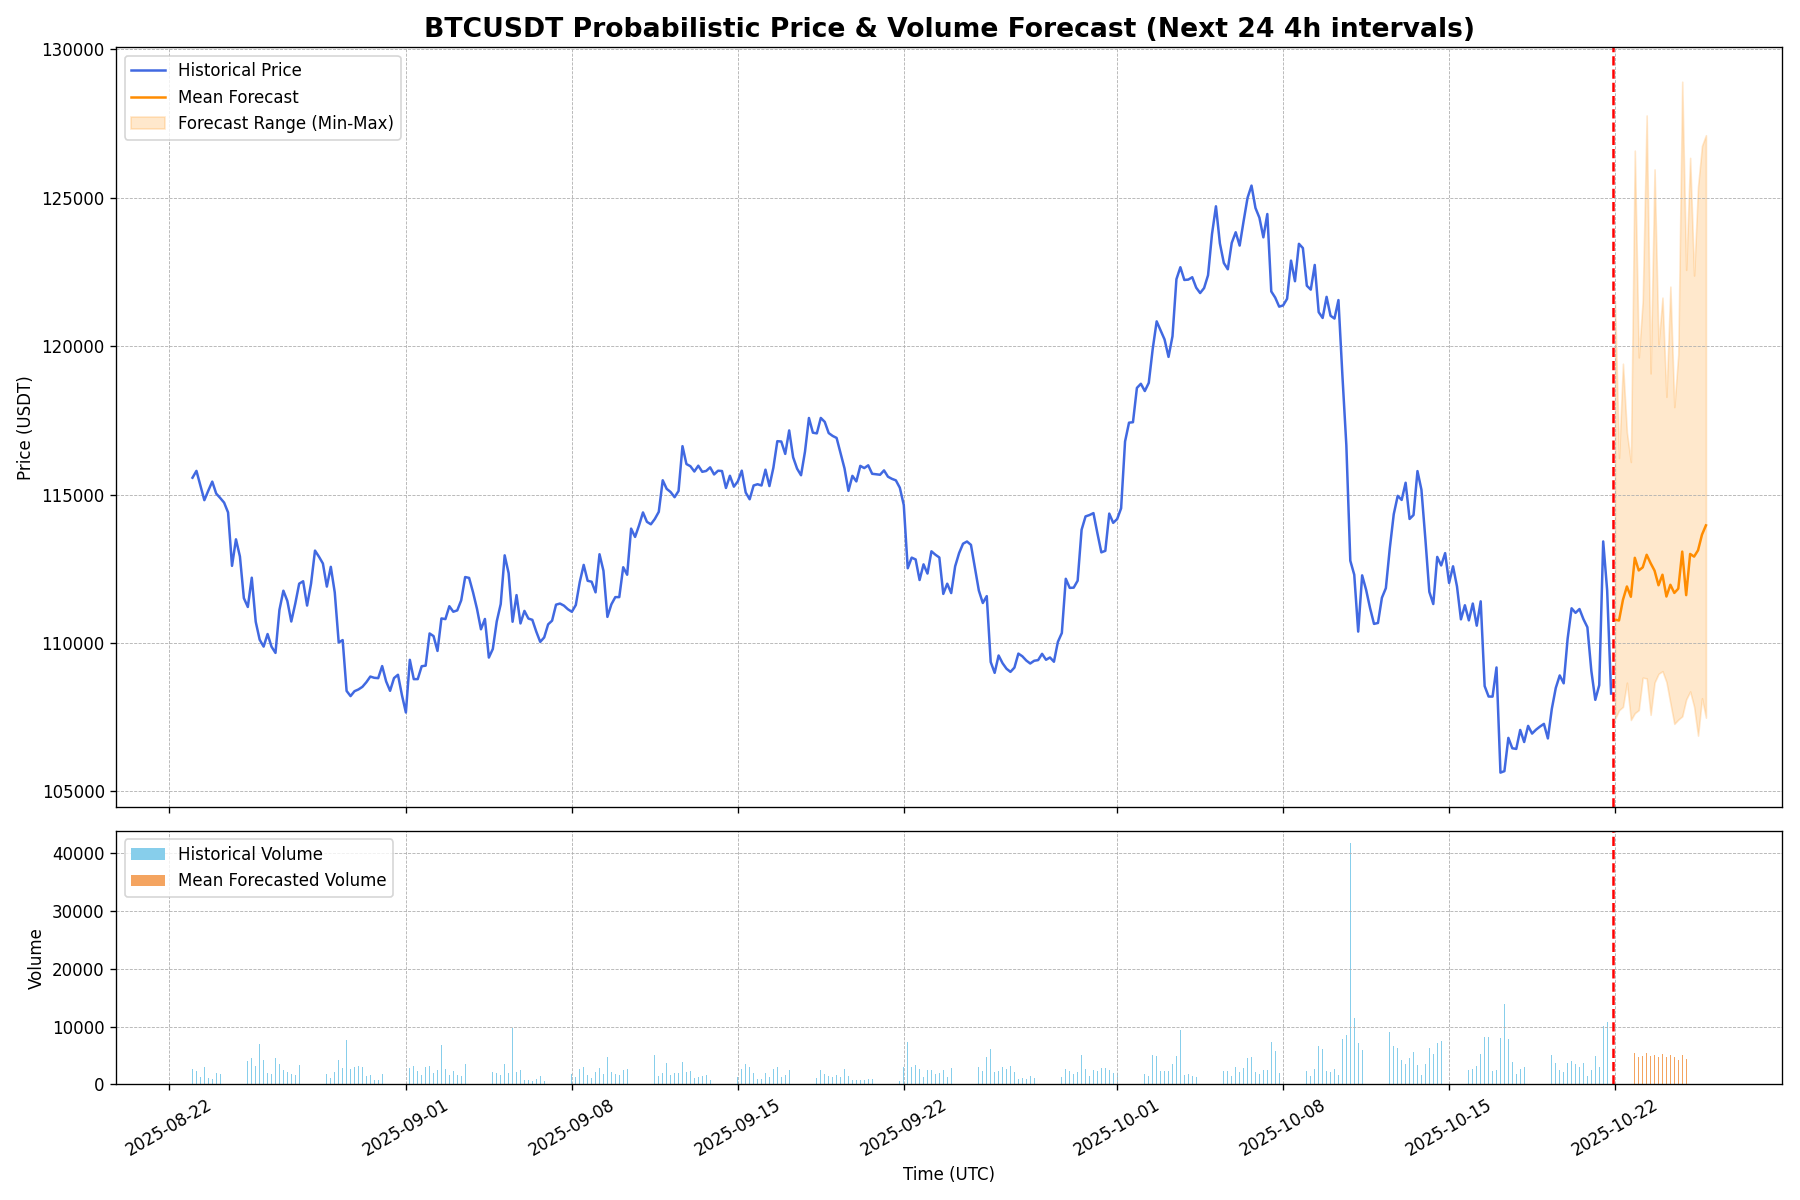 BTCUSDT Probabilistic Price & Volume Forecast (Next 24 4h intervals)
130000
125000
120000
115000
110000
105000
Price (USDT)
Historical Price
Mean Forecast
Forecast Range (Min-Max)
40000
30000
20000
10000
0
Volume
Historical Volume
Mean Forecasted Volume
2025-08-22
2025-09-01
2025-09-08
2025-09-15
2025-09-22
2025-10-01
2025-10-08
2025-10-15
2025-10-22
Time (UTC)